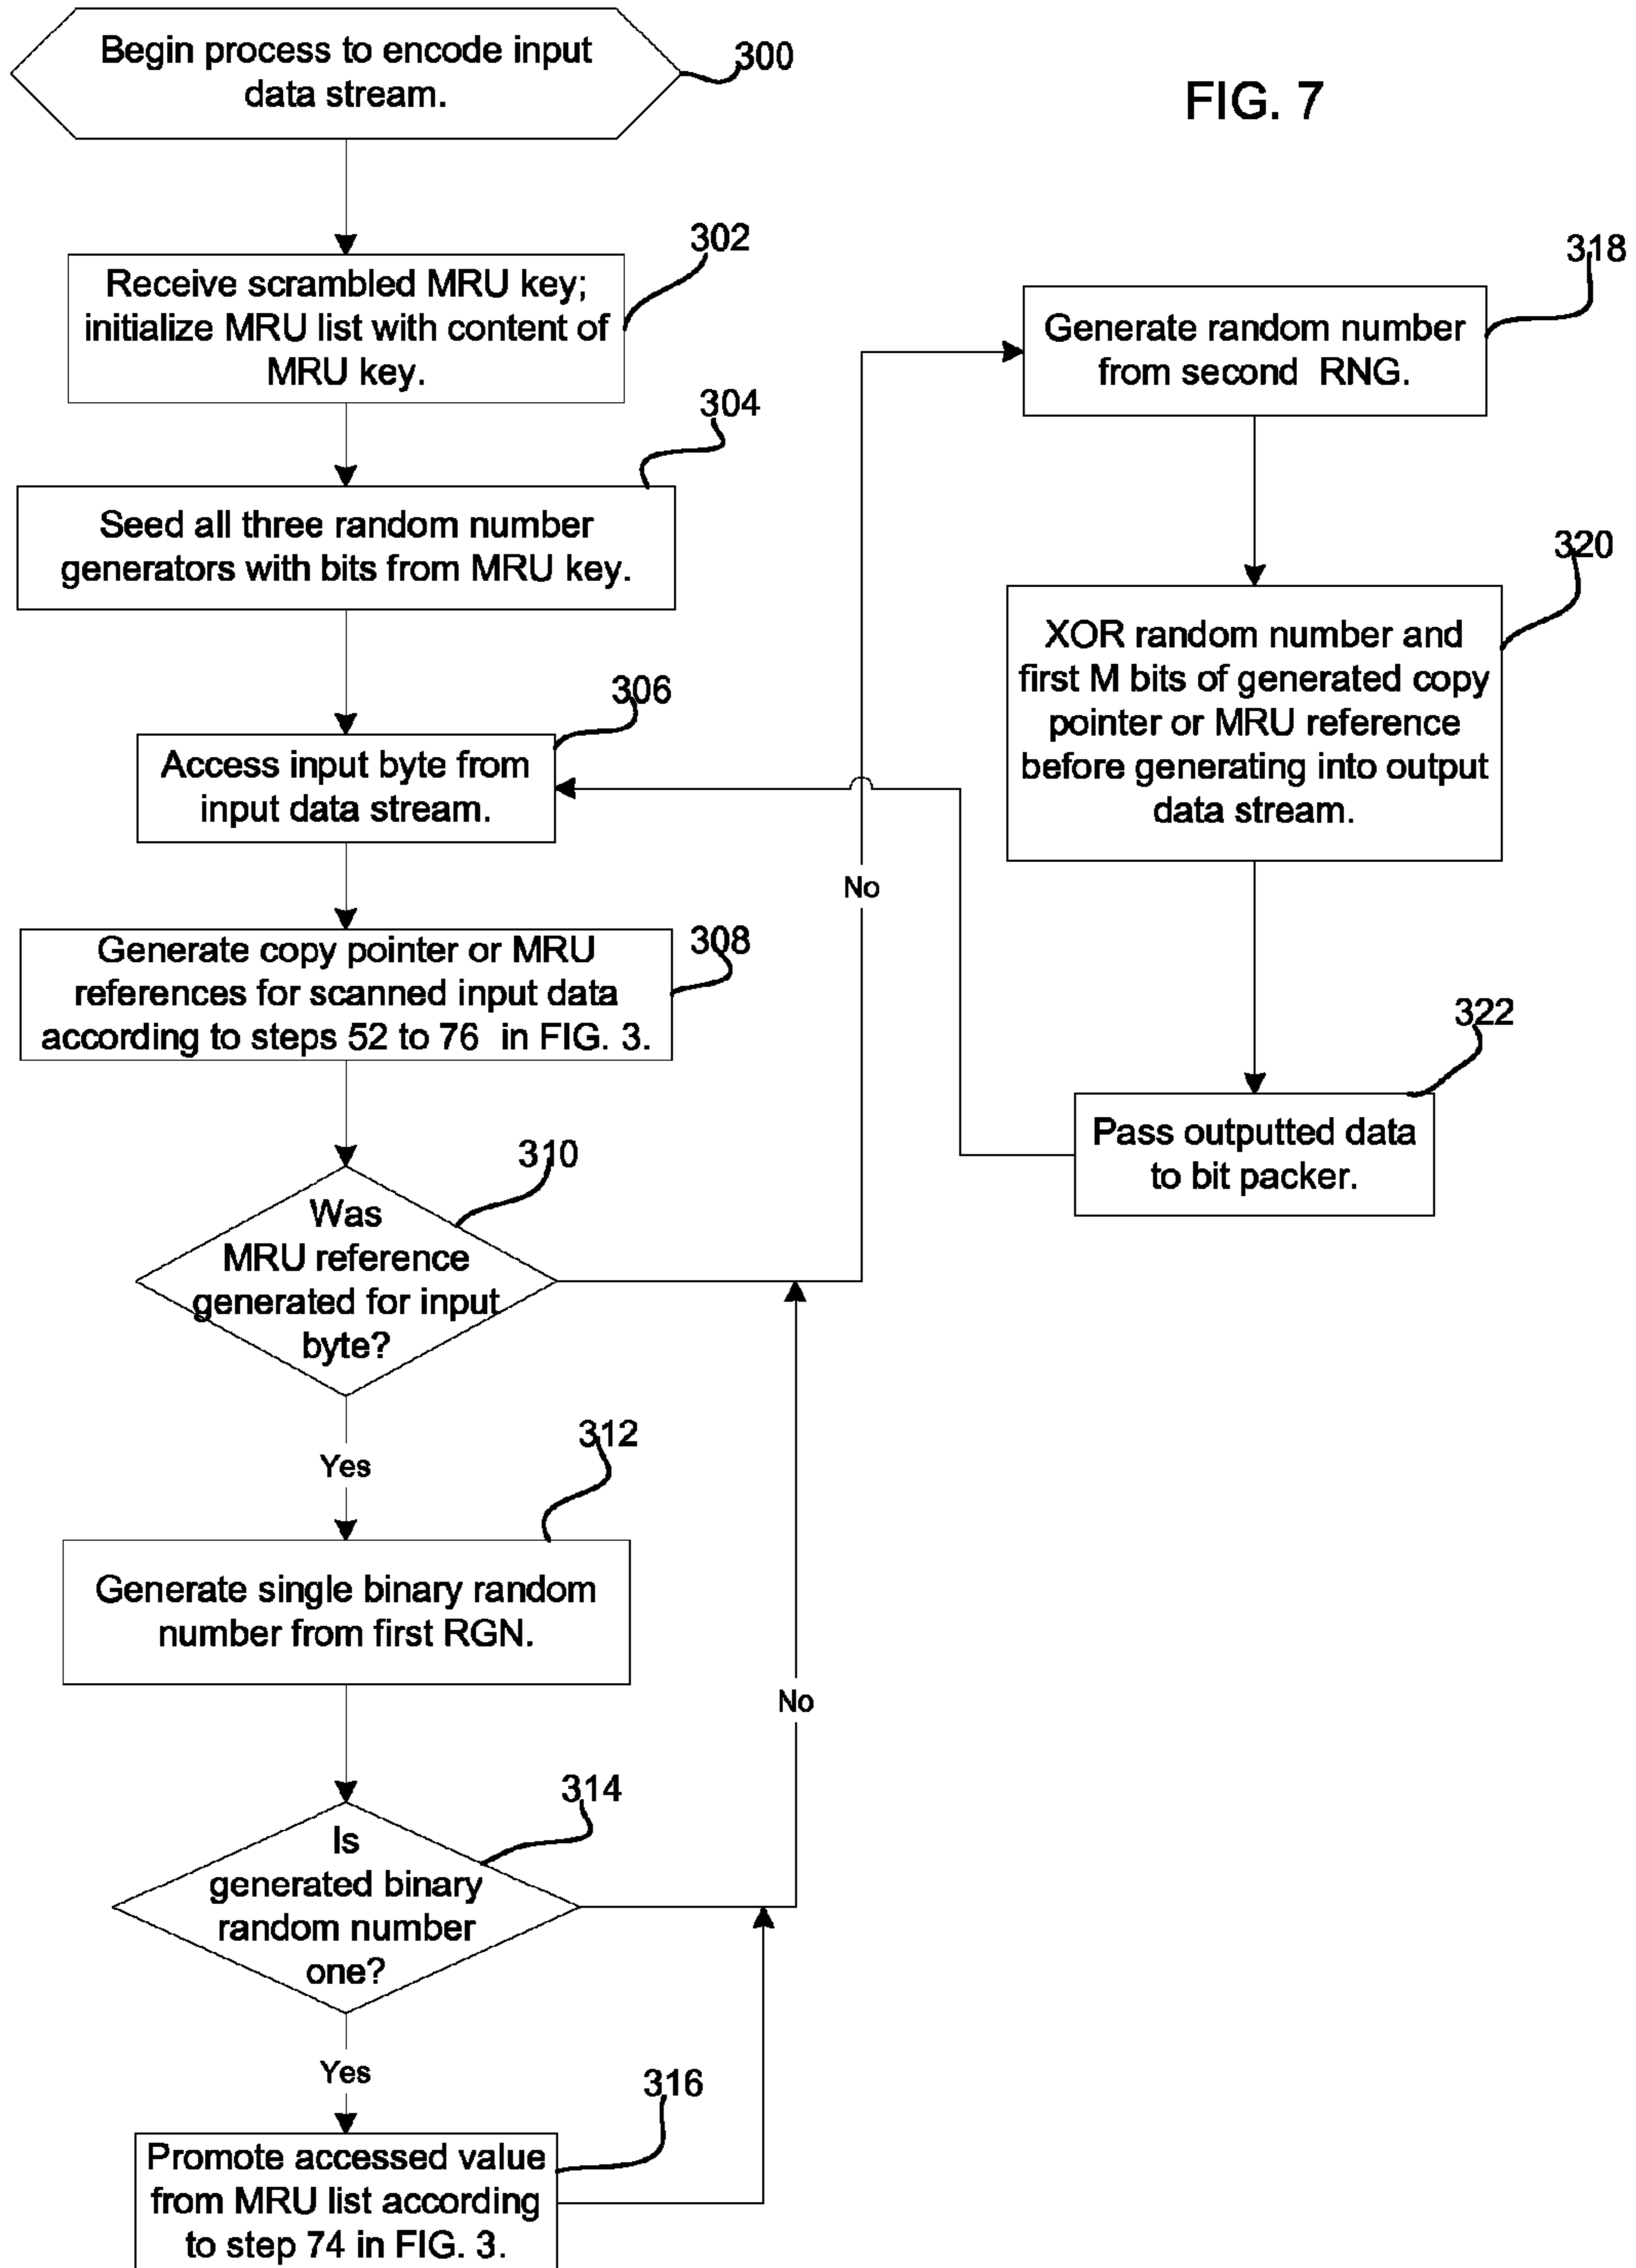 Begin process to encode input
data stream.
300
FIG. 7
302
Receive scrambled MRU key;
initialize MRU list with content of
MRU key.
304
Seed all three random number
generators with bits from MRU key.
306
Access input byte from
input data stream.
308
Generate copy pointer or MRU
references for scanned input data
according to steps 52 to 76 in FIG. 3.
310
Was
MRU reference
generated for input
byte?
No
Yes
312
Generate single binary random
number from first RGN.
314
Is
generated binary
random number
one?
No
Yes
316
Promote accessed value
from MRU list according
to step 74 in FIG. 3.
318
Generate random number
from second RNG.
320
XOR random number and
first M bits of generated copy
pointer or MRU reference
before generating into output
data stream.
322
Pass outputted data
to bit packer.